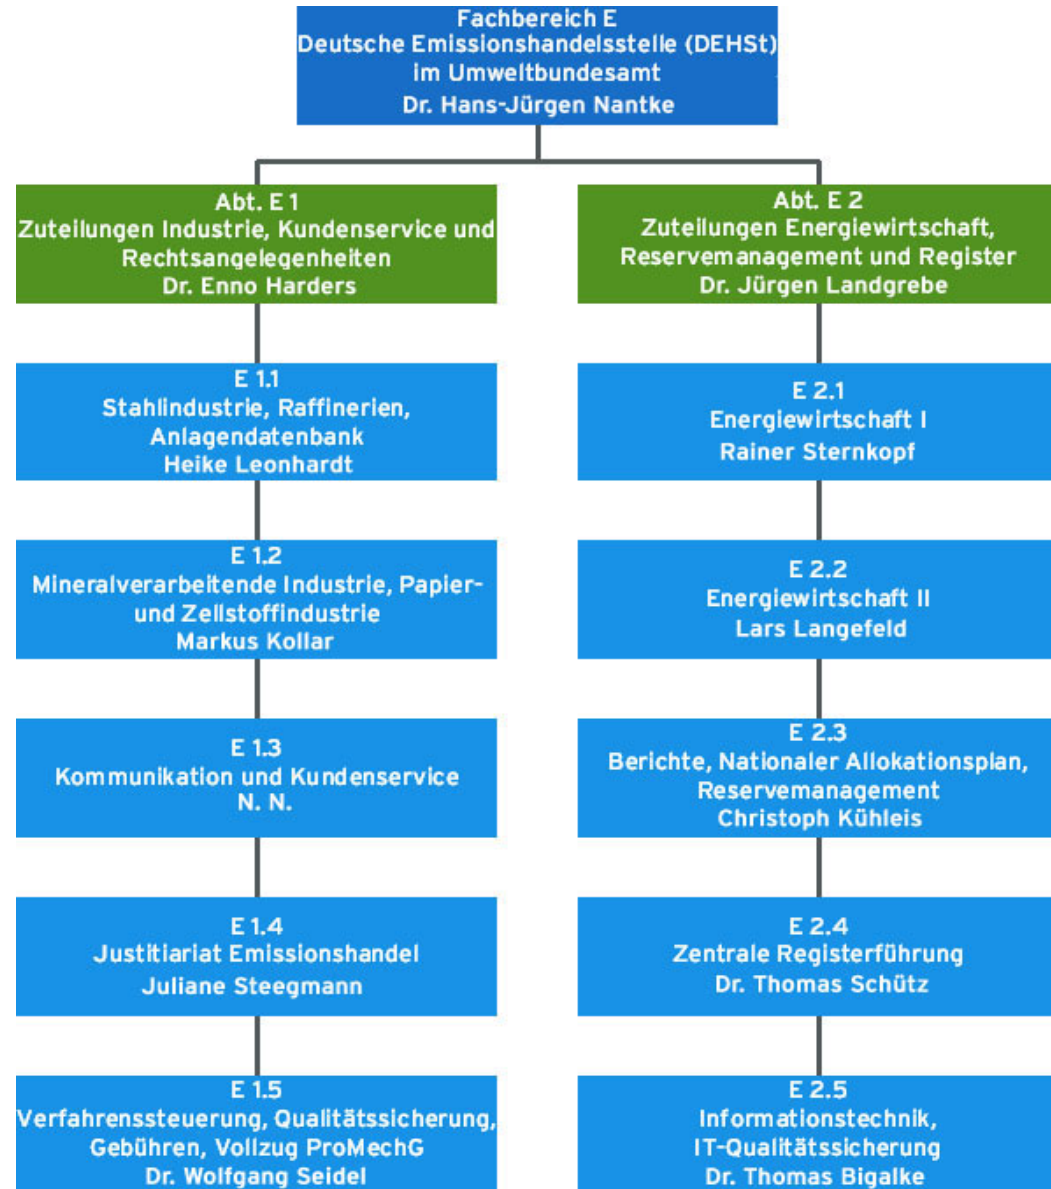 Fachbereich E
Deutsche Emissionshandelsstelle (DEHSt)
im Umweltbundesamt
Dr. Hans-Jürgen Nantke
Abt. E 1
Zuteilungen Industrie, Kundenservice und
Rechtsangelegenheiten
Dr. Enno Harders
E 1.1
Stahlindustrie, Raffinerien,
Anlagendatenbank
Heike Leonhardt
E 1.2
Mineralverarbeitende Industrie, Papier-
und Zellstoffindustrie
Markus Kollar
E 1.3
Kommunikation und Kundenservice
N. N.
E 1.4
Justitiariat Emissionshandel
Juliane Steegmann
E 1.5
Verfahrenssteuerung, Qualitätssicherung,
Gebühren, Vollzug ProMechG
Dr. Wolfgang Seidel
Abt. E 2
Zuteilungen Energiewirtschaft,
Reservemanagement und Register
Dr. Jürgen Landgrebe
E 2.1
Energiewirtschaft I
Rainer Sternkopf
E 2.2
Energiewirtschaft II
Lars Langefeld
E 2.3
Berichte, Nationaler Allokationsplan,
Reservemanagement
Christoph Kühleis
E 2.4
Zentrale Registerführung
Dr. Thomas Schütz
E 2.5
Informationstechnik,
IT-Qualitätssicherung
Dr. Thomas Bigalke